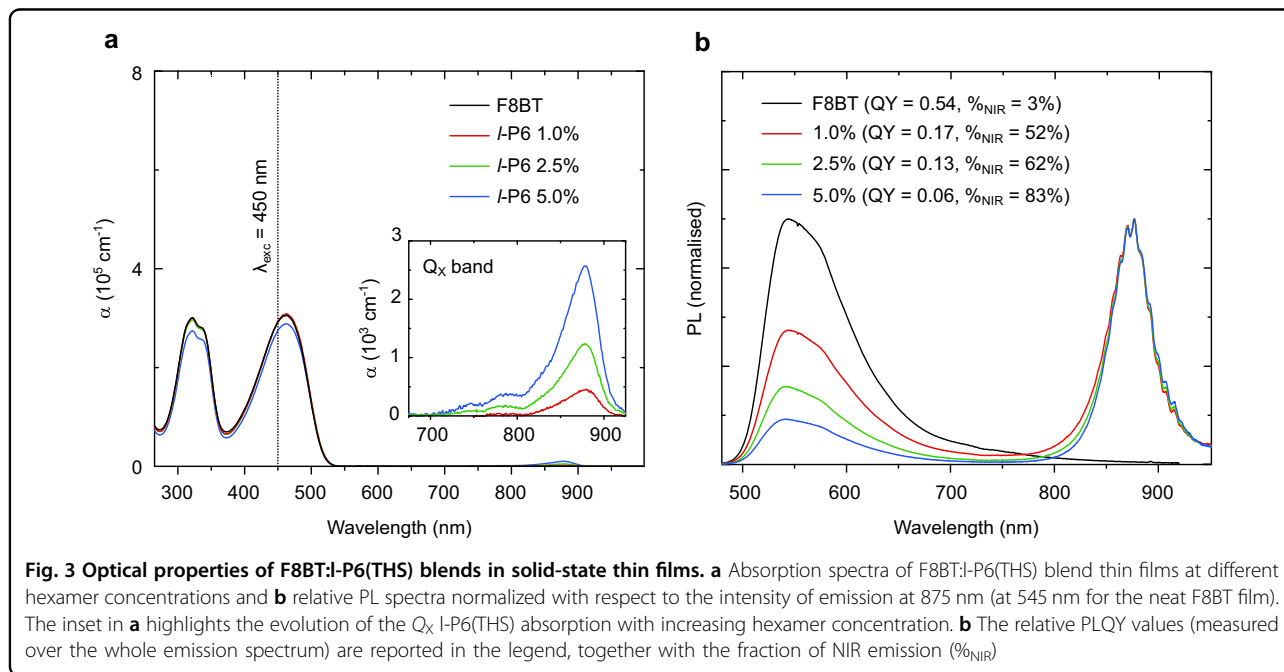 a
8
4
0
α (10⁵ cm⁻¹)
λexc = 450 nm
F8BT
l-P6 1.0%
l-P6 2.5%
l-P6 5.0%
3
2
1
0
α (10³ cm⁻¹)
QX band
700 800 900
300 400 500 600 700 800 900
Wavelength (nm)
b
F8BT (QY = 0.54, %NIR = 3%)
1.0% (QY = 0.17, %NIR = 52%)
2.5% (QY = 0.13, %NIR = 62%)
5.0% (QY = 0.06, %NIR = 83%)
PL (normalised)
500 600 700 800 900
Wavelength (nm)
Fig. 3 Optical properties of F8BT:l-P6(THS) blends in solid-state thin films. a Absorption spectra of F8BT:l-P6(THS) blend thin films at different
hexamer concentrations and b relative PL spectra normalized with respect to the intensity of emission at 875 nm (at 545 nm for the neat F8BT film).
The inset in a highlights the evolution of the QX l-P6(THS) absorption with increasing hexamer concentration. b The relative PLQY values (measured
over the whole emission spectrum) are reported in the legend, together with the fraction of NIR emission (%NIR)